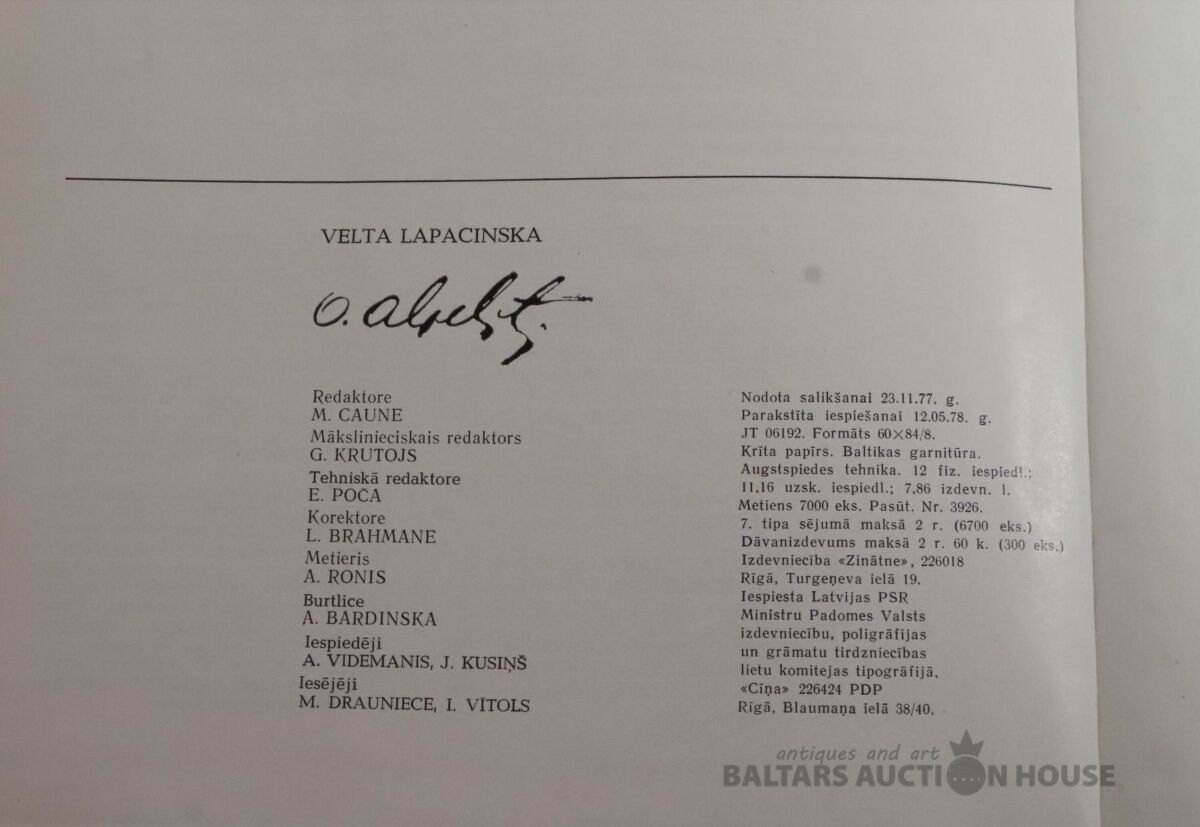 VELTA LAPACINSKA
O. Abelīt
Redaktore
M. CAUNE
Mākslinieciskais redaktors
G. KRUTOJS
Tehniskā redaktore
E. POČA
Korektore
L. BRAHMANE
Metieris
A. RONIS
Burtlice
A. BARDINSKA
Iespiedēji
A. VIDEMANIS, J. KUSIŅŠ
Iesējēji
M. DRAUNIECE, I. VĪTOLS
Nodota salikšanai 23.11.77. g.
Parakstīta iespiešanai 12.05.78. g.
JT 06192. Formāts 60×84/8.
Krīta papīrs. Baltikas garnitūra.
Augstspiedes tehnika. 12 fiz. iespiedl.;
11,16 uzsk. iespiedl.; 7,86 izdevn. l.
Metiens 7000 eks. Pasūt. Nr. 3926.
7. tipa sējumā maksā 2 r. (6700 eks.)
Dāvanizdevums maksā 2 r. 60 k. (300 eks.)
Izdevniecība «Zinātne», 226018
Rīgā, Turgeņeva ielā 19.
Iespiesta Latvijas PSR
Ministru Padomes Valsts
izdevniecību, poligrāfijas
un grāmatu tirdzniecības
lietu komitejas tipogrāfijā,
«Cīņa» 226424 PDP
Rīgā, Blaumaņa ielā 38/40.
antiques and art
BALTARS AUCTION HOUSE